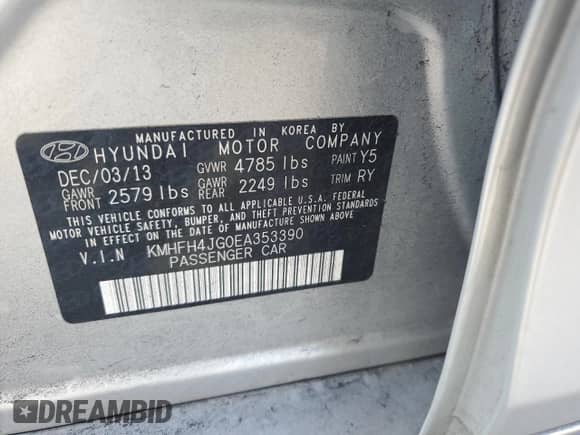 MANUFACTURED IN KOREA BY
HYUNDAI MOTOR COMPANY
DEC/03/13 GVWR 4785 lbs PAINT Y5
GAWR FRONT 2579 lbs GAWR REAR 2249 lbs TRIM RY
THIS VEHICLE CONFORMS TO ALL APPLICABLE U.S.A. FEDERAL
MOTOR VEHICLE SAFETY, BUMPER, AND THEFT PREVENTION
STANDARDS IN EFFECT ON THE DATE OF MANUFACTURE SHOWN ABOVE
V.I.N KMHFH4JG0EA353390
PASSENGER CAR
DREAMBID